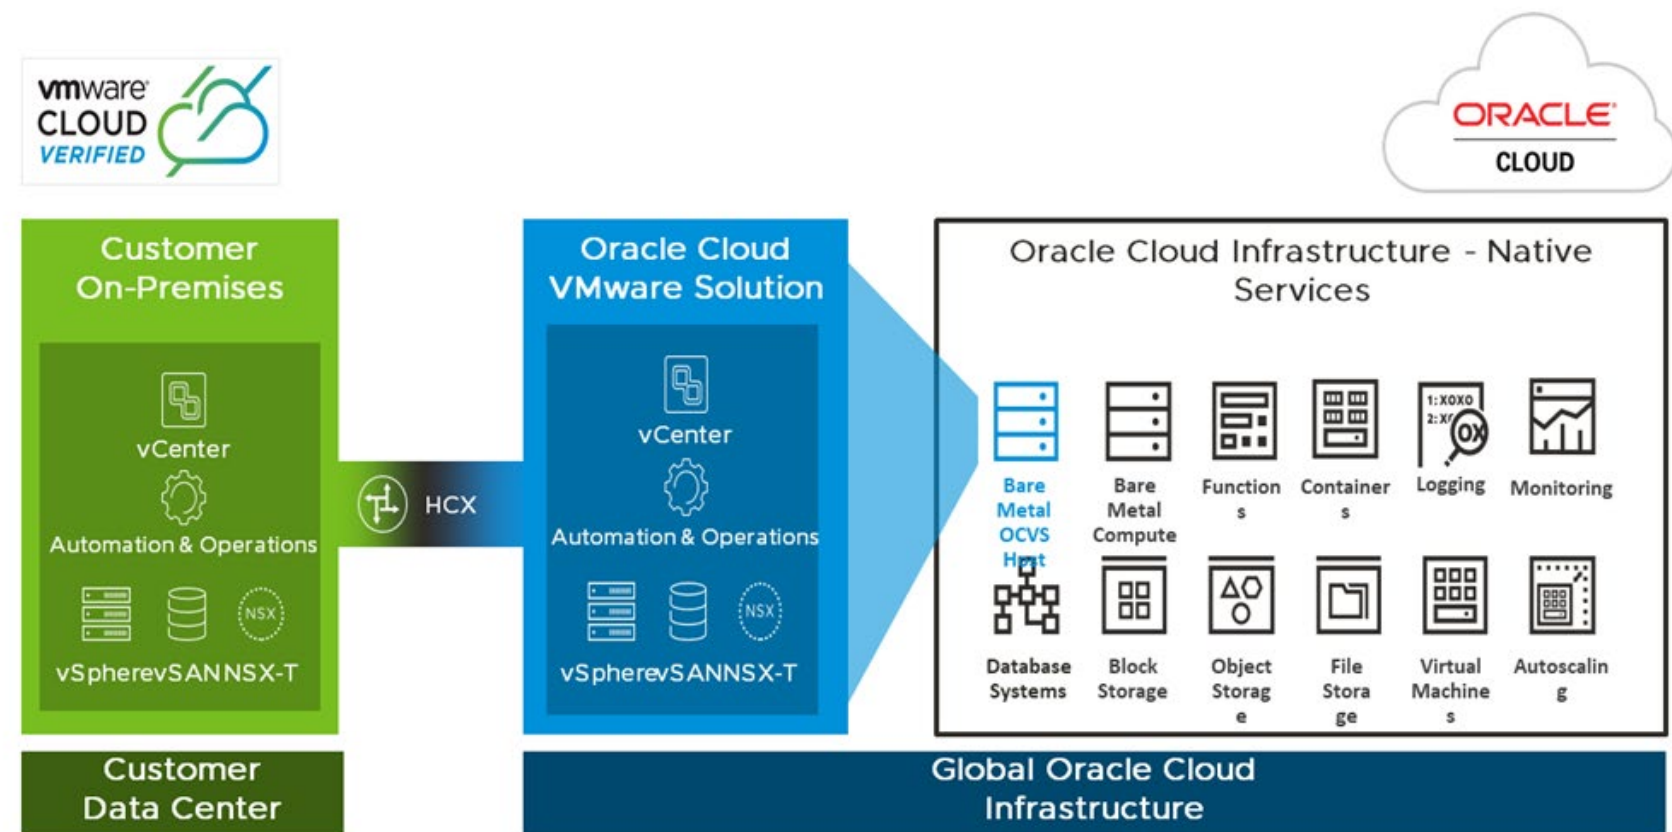 vmware®
CLOUD
VERIFIED
ORACLE®
CLOUD
Customer
On-Premises
vCenter
Automation & Operations
NSX
vSpherevSANNSX-T
HCX
Oracle Cloud
VMware Solution
vCenter
Automation & Operations
NSX
vSpherevSANNSX-T
Oracle Cloud Infrastructure - Native
Services
Bare
Metal
OCVS
Host
Bare
Metal
Compute
Function
s
Container
s
1: XOXO
2: X
OX
Logging
Monitoring
Database
Systems
Block
Storage
Object
Storag
e
File
Stora
ge
Virtual
Machine
s
Autoscalin
g
Customer
Data Center
Global Oracle Cloud
Infrastructure